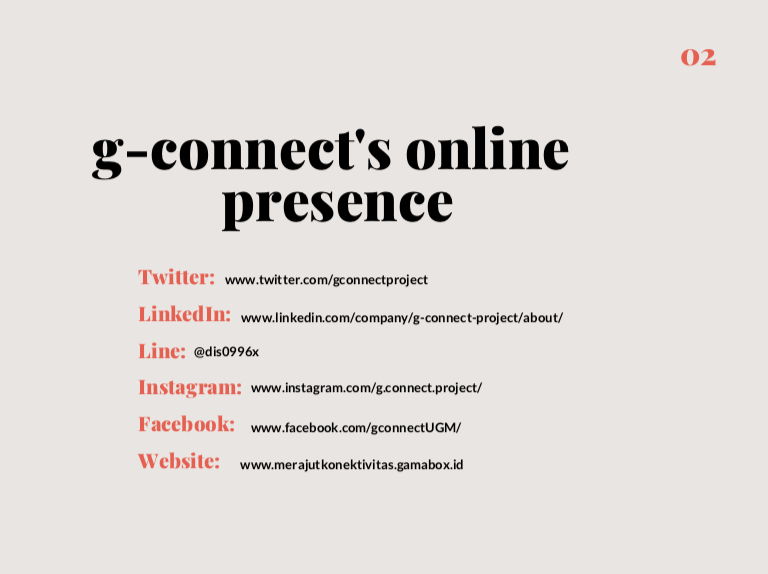 02
g-connect's online
presence
Twitter: www.twitter.com/gconnectproject
LinkedIn: www.linkedin.com/company/g-connect-project/about/
Line: @dis0996x
Instagram: www.instagram.com/g.connect.project/
Facebook: www.facebook.com/gconnectUGM/
Website: www.merajutkonektivitas.gamabox.id